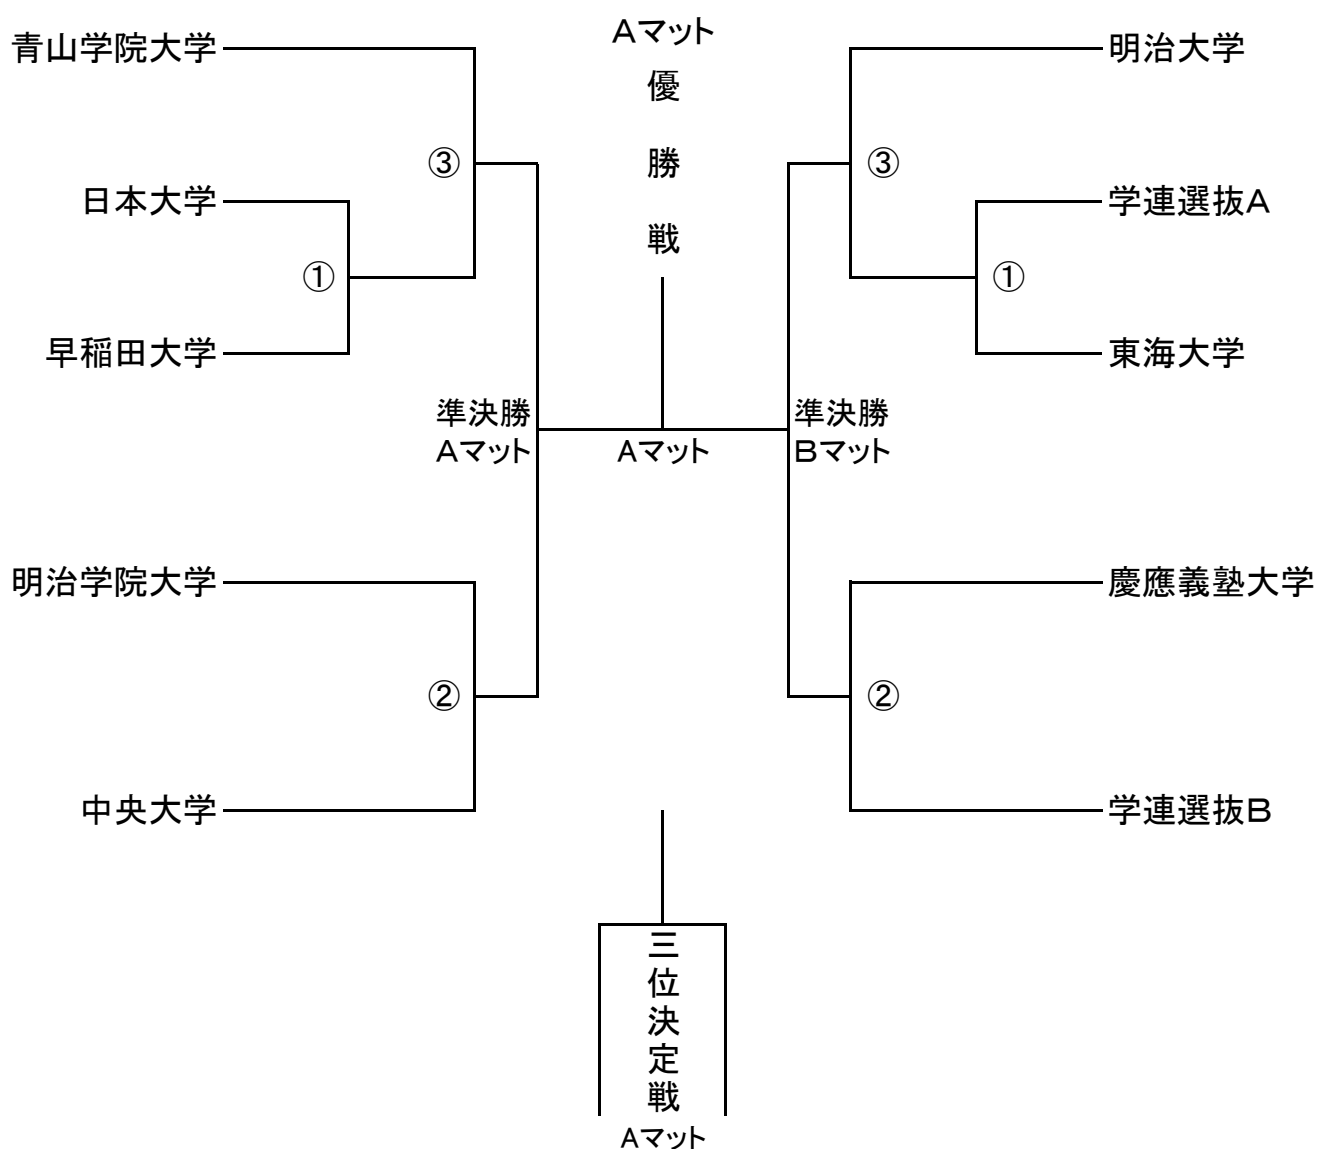 Aマット
優勝戦
青山学院大学
③
日本大学
①
早稲田大学
準決勝
Aマット
明治学院大学
②
中央大学
Aマット
明治大学
③
学連選抜A
①
東海大学
準決勝
Bマット
慶應義塾大学
②
学連選抜B
三位決定戦
Aマット